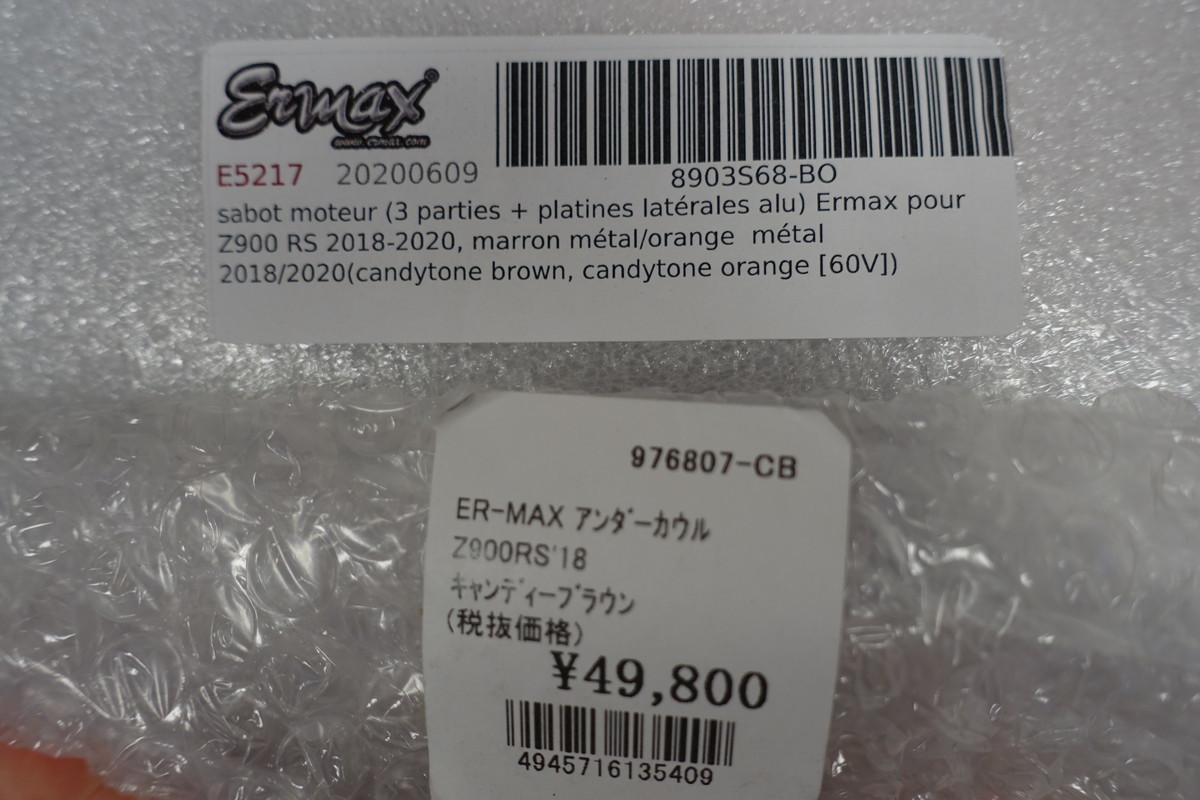 Ermax®
www.ermax.com
E5217 20200609
8903S68-BO
sabot moteur (3 parties + platines latérales alu) Ermax pour
Z900 RS 2018-2020, marron métal/orange métal
2018/2020(candytone brown, candytone orange [60V])
976807-CB
ER-MAX アンダーカウル
Z900RS'18
キャンディーブラウン
(税抜価格)
¥49,800
4945716135409